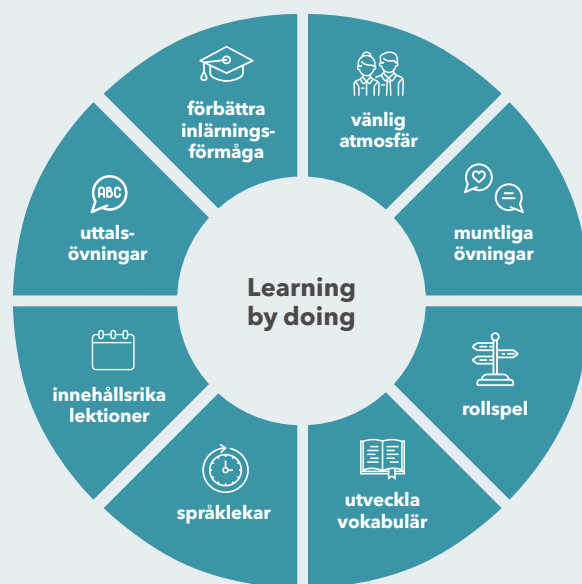 förbättra
inlärnings-
förmåga
vänlig
atmosfär
ABC
uttals-
övningar
muntliga
övningar
Learning
by doing
innehållsrika
lektioner
rollspel
språklekar
utveckla
vokabulär